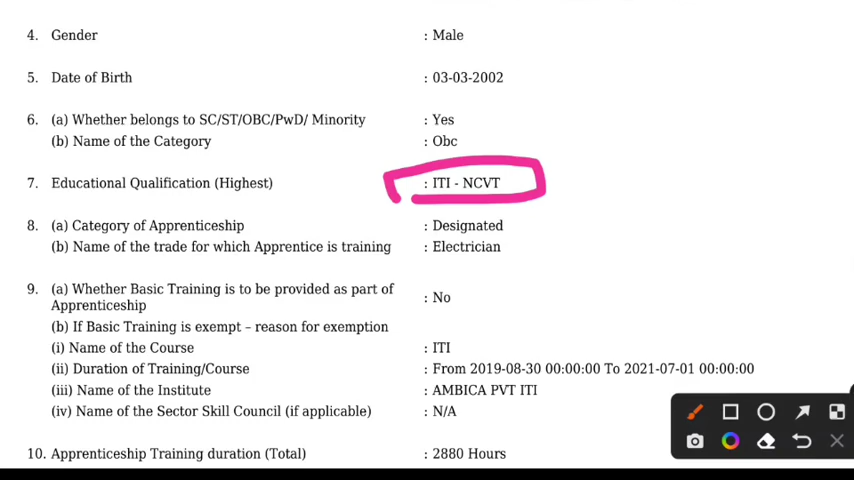 4. Gender : Male
5. Date of Birth : 03-03-2002
6. (a) Whether belongs to SC/ST/OBC/PwD/ Minority : Yes
(b) Name of the Category : Obc
7. Educational Qualification (Highest) : ITI - NCVT
8. (a) Category of Apprenticeship : Designated
(b) Name of the trade for which Apprentice is training : Electrician
9. (a) Whether Basic Training is to be provided as part of
Apprenticeship : No
(b) If Basic Training is exempt – reason for exemption
(i) Name of the Course : ITI
(ii) Duration of Training/Course : From 2019-08-30 00:00:00 To 2021-07-01 00:00:00
(iii) Name of the Institute : AMBICA PVT ITI
(iv) Name of the Sector Skill Council (if applicable) : N/A
10. Apprenticeship Training duration (Total) : 2880 Hours